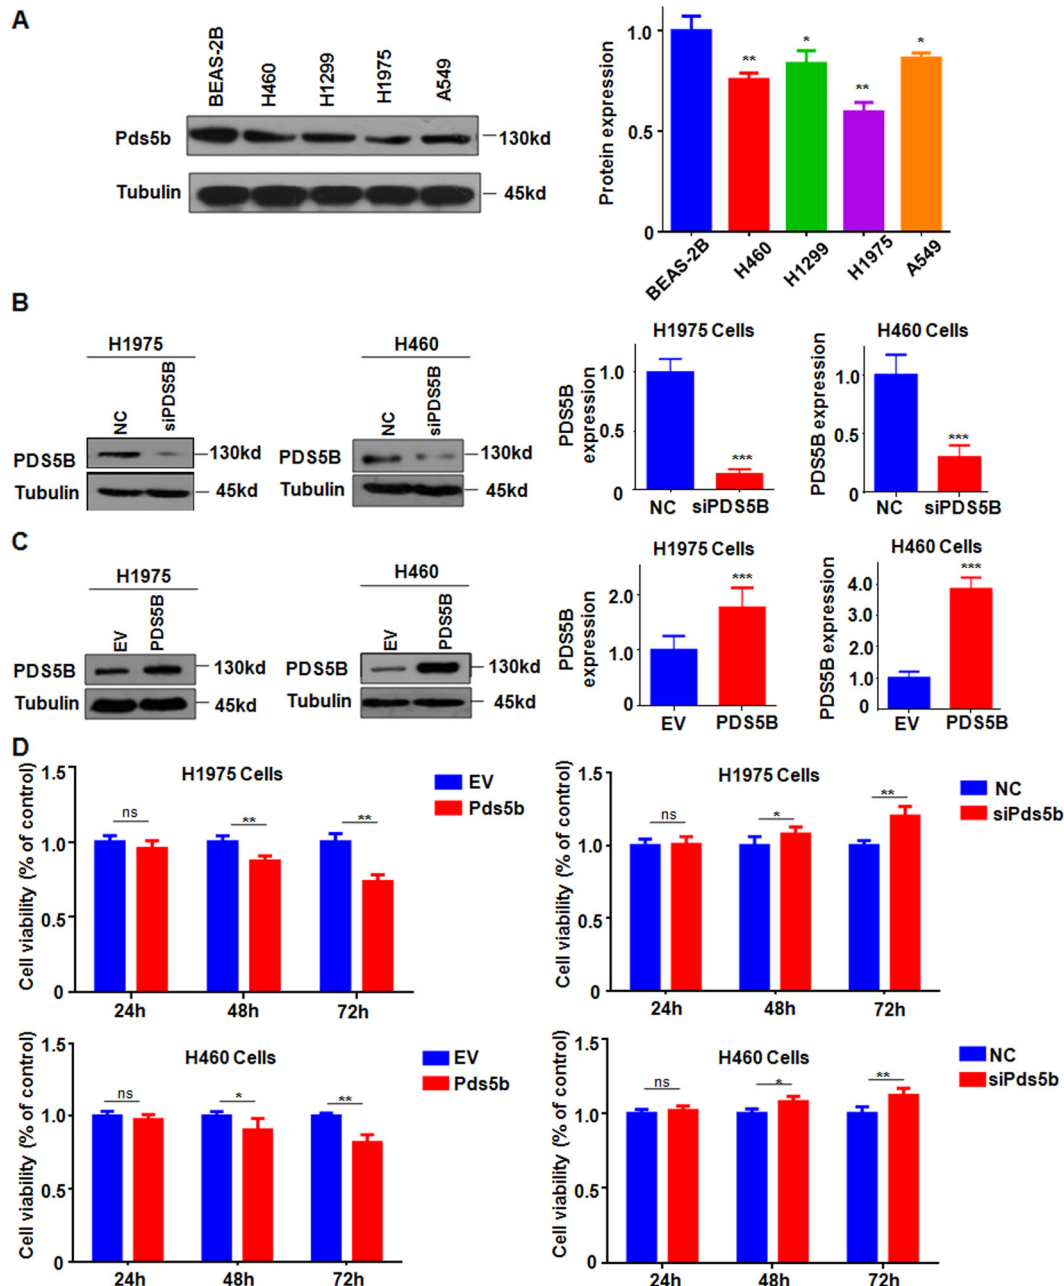 A
BEAS-2B
H460
H1299
H1975
A549
Pds5b
130kd
Tubulin
45kd
Protein expression
1.0
0.5
0
**
*
**
*
BEAS-2B
H460
H1299
H1975
A549
B
H1975
NC
siPDS5B
PDS5B
130kd
Tubulin
45kd
H460
NC
siPDS5B
PDS5B
130kd
Tubulin
45kd
H1975 Cells
PDS5B
expression
1.0
0.5
0
***
NC
siPDS5B
H460 Cells
PDS5B expression
1.0
0.5
0
***
NC
siPDS5B
C
H1975
EV
PDS5B
PDS5B
130kd
Tubulin
45kd
H460
EV
PDS5B
PDS5B
130kd
Tubulin
45kd
H1975 Cells
PDS5B
expression
2.0
1.0
0
***
EV
PDS5B
H460 Cells
PDS5B expression
4.0
3.0
2.0
1.0
0
***
EV
PDS5B
D
H1975 Cells
Cell viability (% of control)
1.5
1.0
0.5
0
ns
**
**
24h
48h
72h
EV
Pds5b
H1975 Cells
Cell viability (% of control)
1.5
1.0
0.5
0
ns
*
**
24h
48h
72h
NC
siPds5b
H460 Cells
Cell viability (% of control)
1.5
1.0
0.5
0
ns
*
**
24h
48h
72h
EV
Pds5b
H460 Cells
Cell viability (% of control)
1.5
1.0
0.5
0
ns
*
**
24h
48h
72h
NC
siPds5b